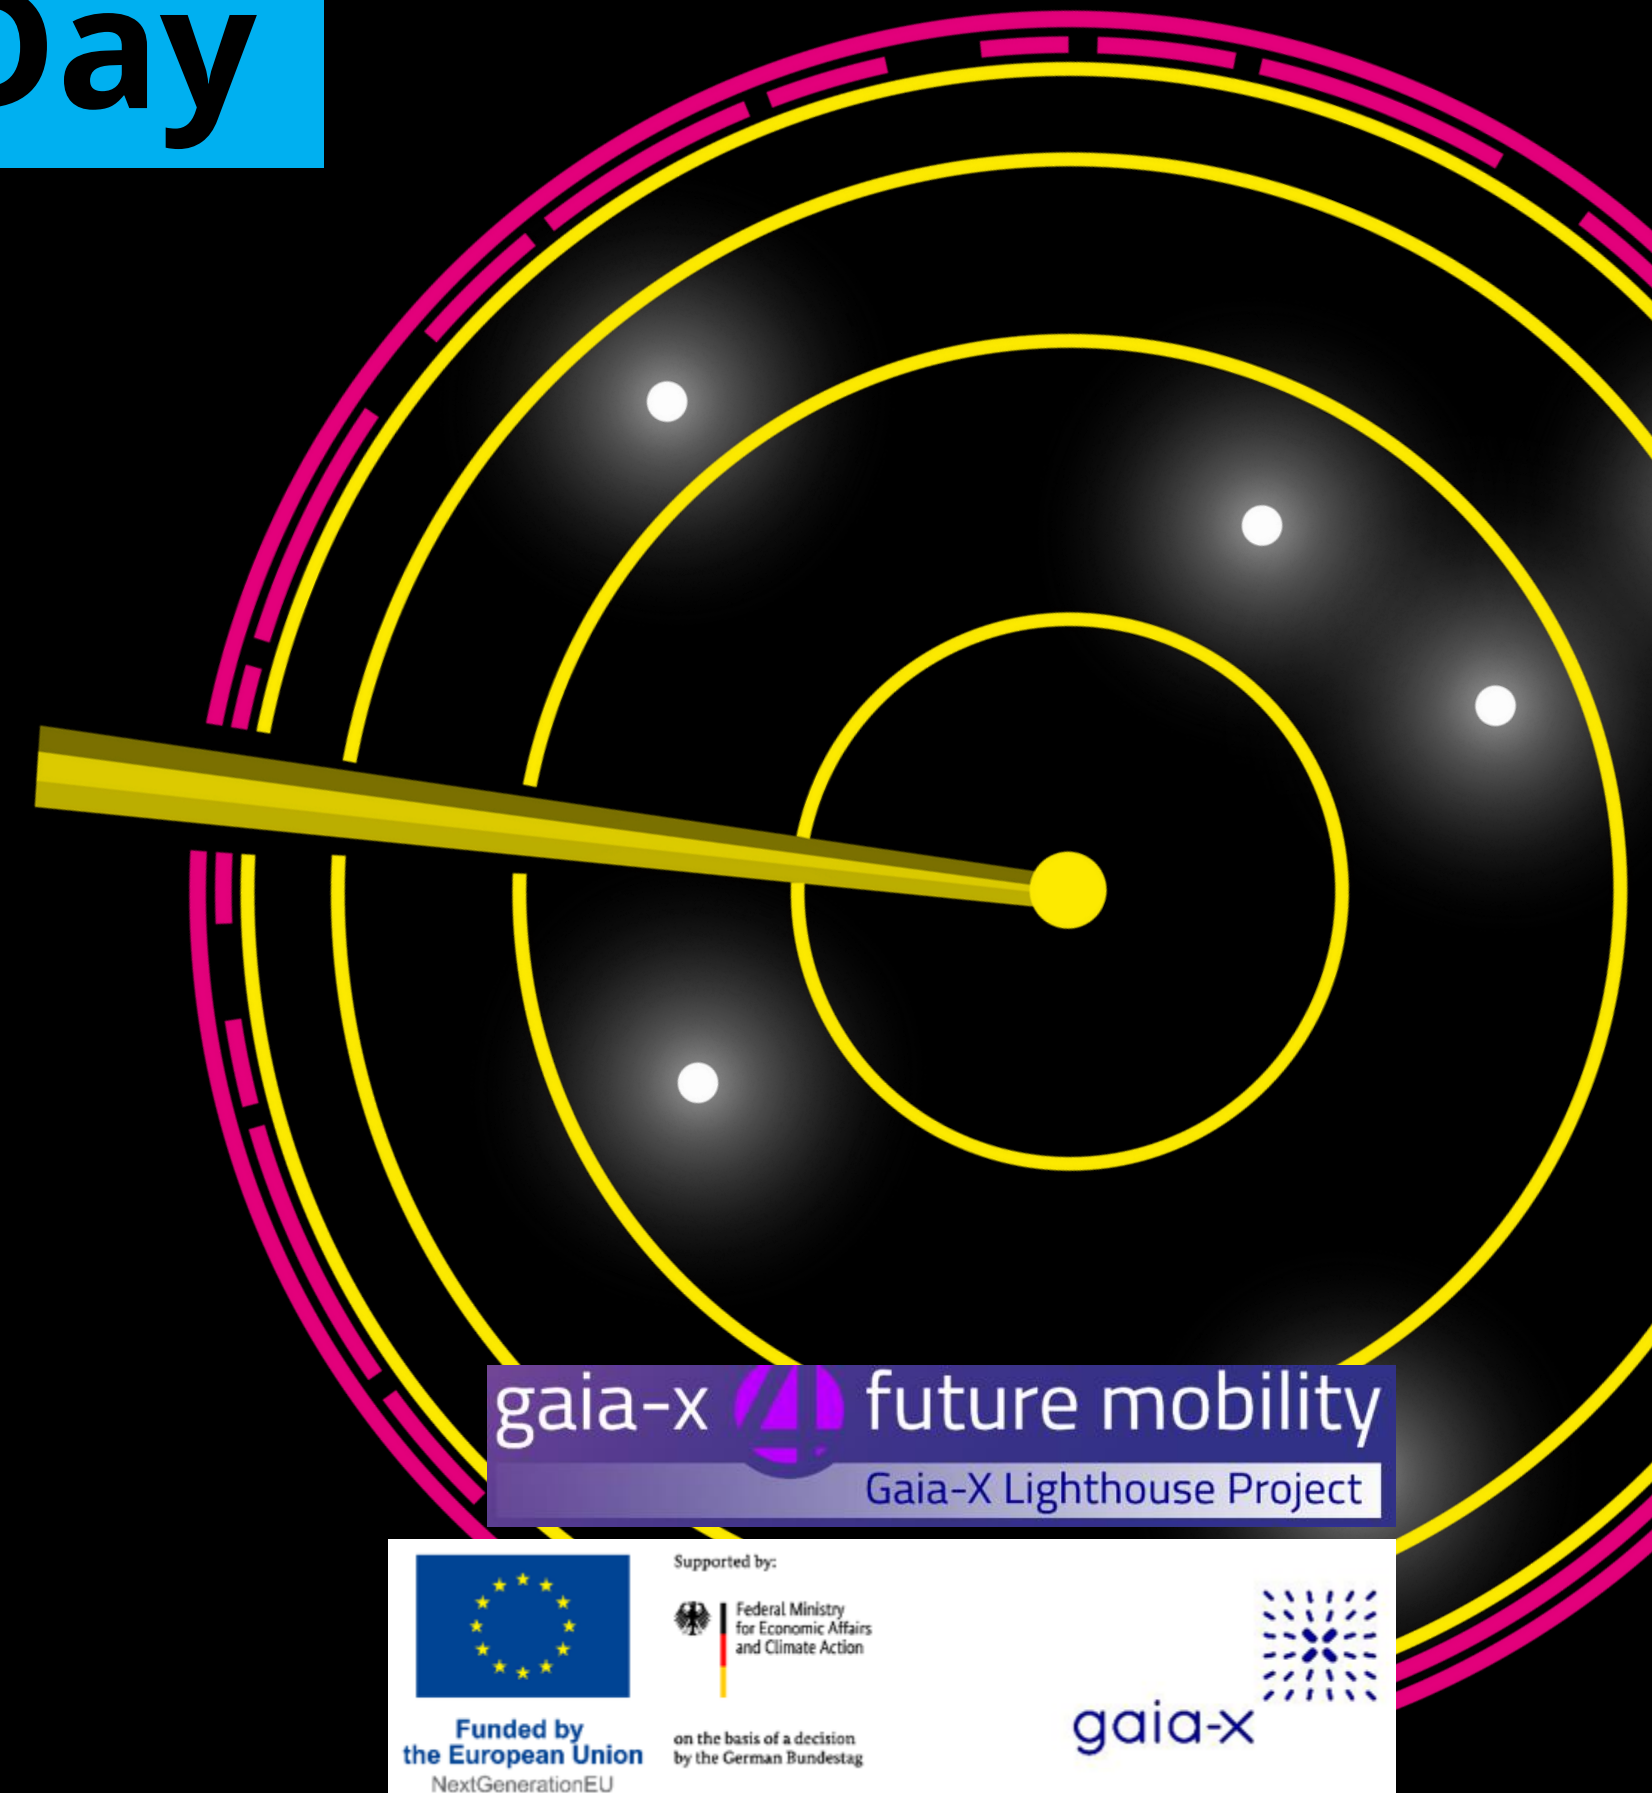 Day
gaia-x 4 future mobility
Gaia-X Lighthouse Project
Supported by:
Federal Ministry
for Economic Affairs
and Climate Action
Funded by
the European Union
NextGenerationEU
on the basis of a decision
by the German Bundestag
gaia-x